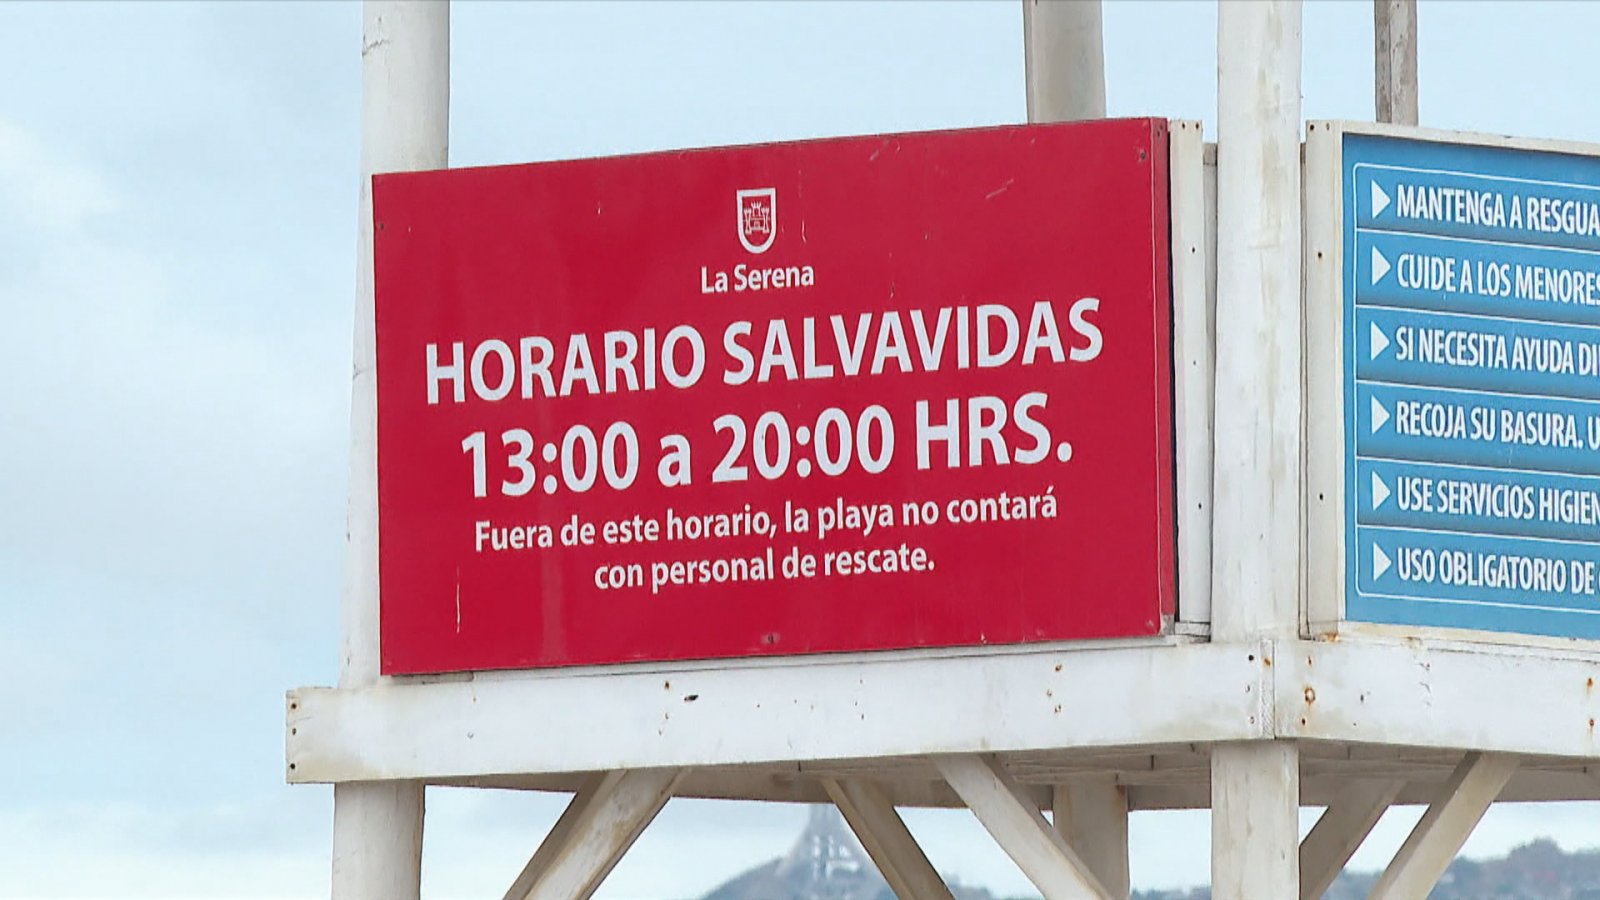 La Serena
HORARIO SALVAVIDAS
13:00 a 20:00 HRS.
Fuera de este horario, la playa no contará
con personal de rescate.
MANTENGA A
CUIDE A LOS MENORES
SI NECESITA AYUDA
RECOJA SU BASURA.
USE SERVICIOS
USO OBLIGATORIO DE